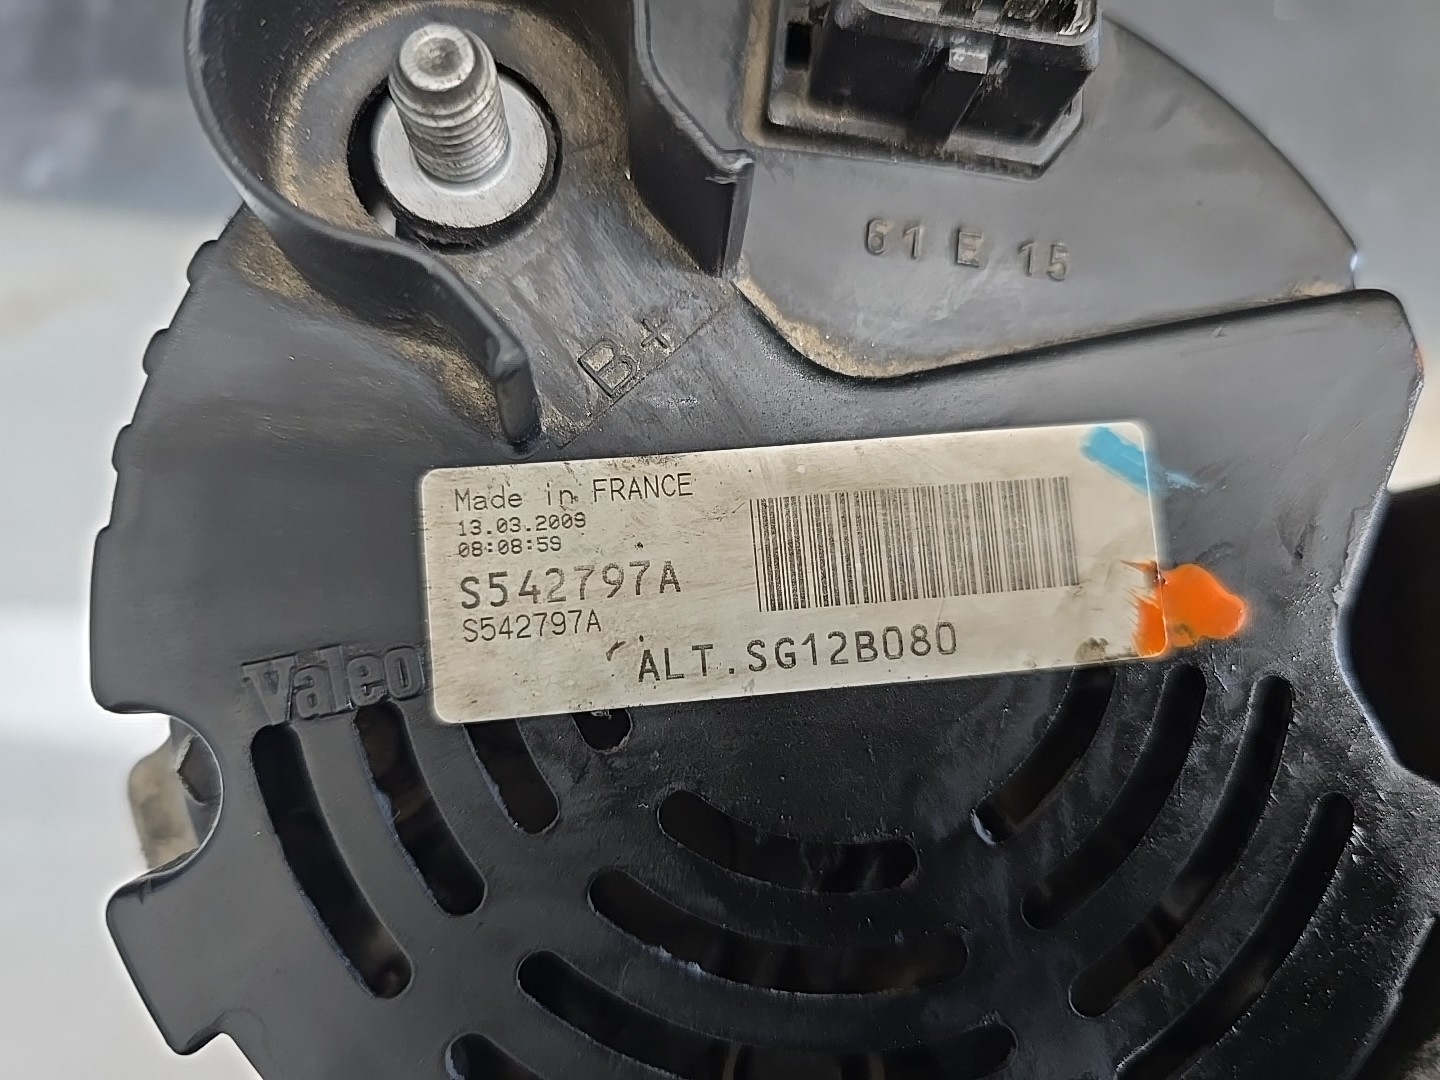 61 E 15
B+
Made in FRANCE
13.03.2009
08:08:59
S542797A
S542797A
ALT.SG12B080
Valeo